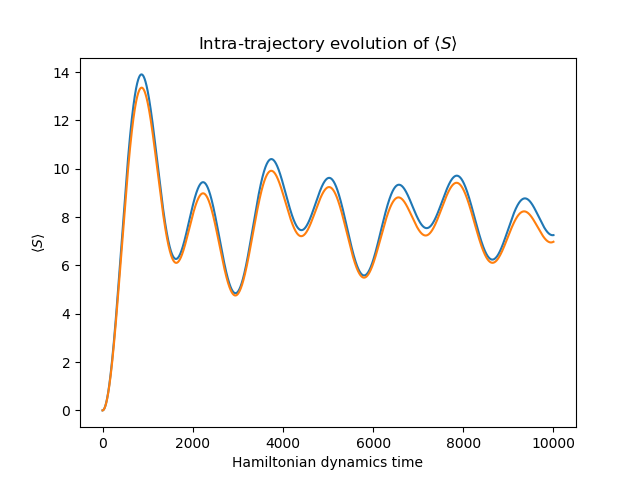 Intra-trajectory evolution of ⟨S⟩
14
12
10
8
6
4
2
0
⟨S⟩
0 2000 4000 6000 8000 10000
Hamiltonian dynamics time